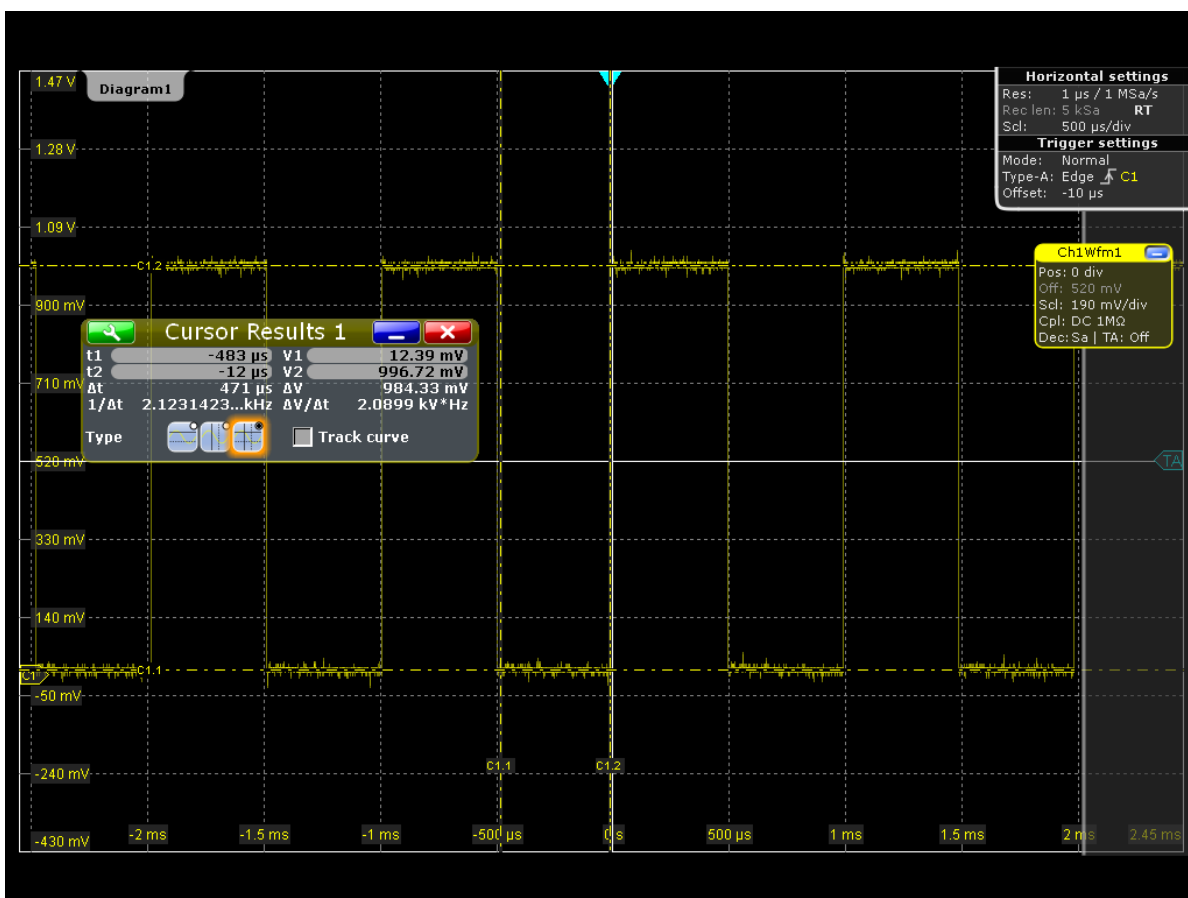 1.47 V
Diagram1
1.28 V
1.09 V
C1.2
900 mV
710 mV
520 mV
330 mV
140 mV
C1.1
C1
-50 mV
-240 mV
-430 mV
C1.1 C1.2
-2 ms -1.5 ms -1 ms -500 µs 0 s 500 µs 1 ms 1.5 ms 2 ms 2.45 ms
TA
Horizontal settings
Res: 1 µs / 1 MSa/s
Rec len: 5 kSa RT
Scl: 500 µs/div
Trigger settings
Mode: Normal
Type-A: Edge C1
Offset: -10 µs
Ch1Wfm1
Pos: 0 div
Off: 520 mV
Scl: 190 mV/div
Cpl: DC 1MΩ
Dec: Sa | TA: Off
Cursor Results 1
t1 -483 µs V1 12.39 mV
t2 -12 µs V2 996.72 mV
Δt 471 µs ΔV 984.33 mV
1/Δt 2.1231423...kHz ΔV/Δt 2.0899 kV*Hz
Type Track curve